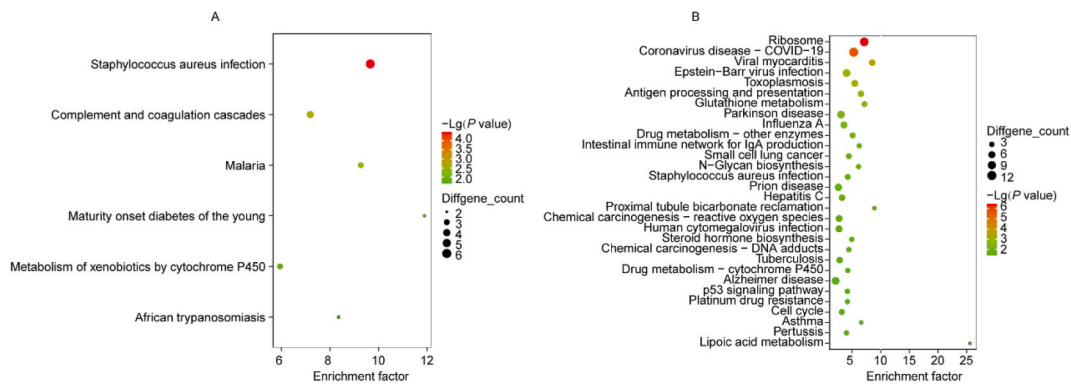 A
Staphylococcus aureus infection
Complement and coagulation cascades
Malaria
Maturity onset diabetes of the young
Metabolism of xenobiotics by cytochrome P450
African trypanosomiasis
6
8
10
12
Enrichment factor
−Lg(P value)
4.0
3.5
3.0
2.5
2.0
Diffgene_count
2
3
4
5
6
B
Ribosome
Coronavirus disease − COVID−19
Viral myocarditis
Epstein−Barr virus infection
Toxoplasmosis
Antigen processing and presentation
Glutathione metabolism
Parkinson disease
Influenza A
Drug metabolism − other enzymes
Intestinal immune network for IgA production
Small cell lung cancer
N−Glycan biosynthesis
Staphylococcus aureus infection
Prion disease
Hepatitis C
Proximal tubule bicarbonate reclamation
Chemical carcinogenesis − reactive oxygen species
Human cytomegalovirus infection
Steroid hormone biosynthesis
Chemical carcinogenesis − DNA adducts
Tuberculosis
Drug metabolism − cytochrome P450
Alzheimer disease
p53 signaling pathway
Platinum drug resistance
Cell cycle
Asthma
Pertussis
Lipoic acid metabolism
5
10
15
20
25
Enrichment factor
Diffgene_count
3
6
9
12
−Lg(P value)
6
5
4
3
2